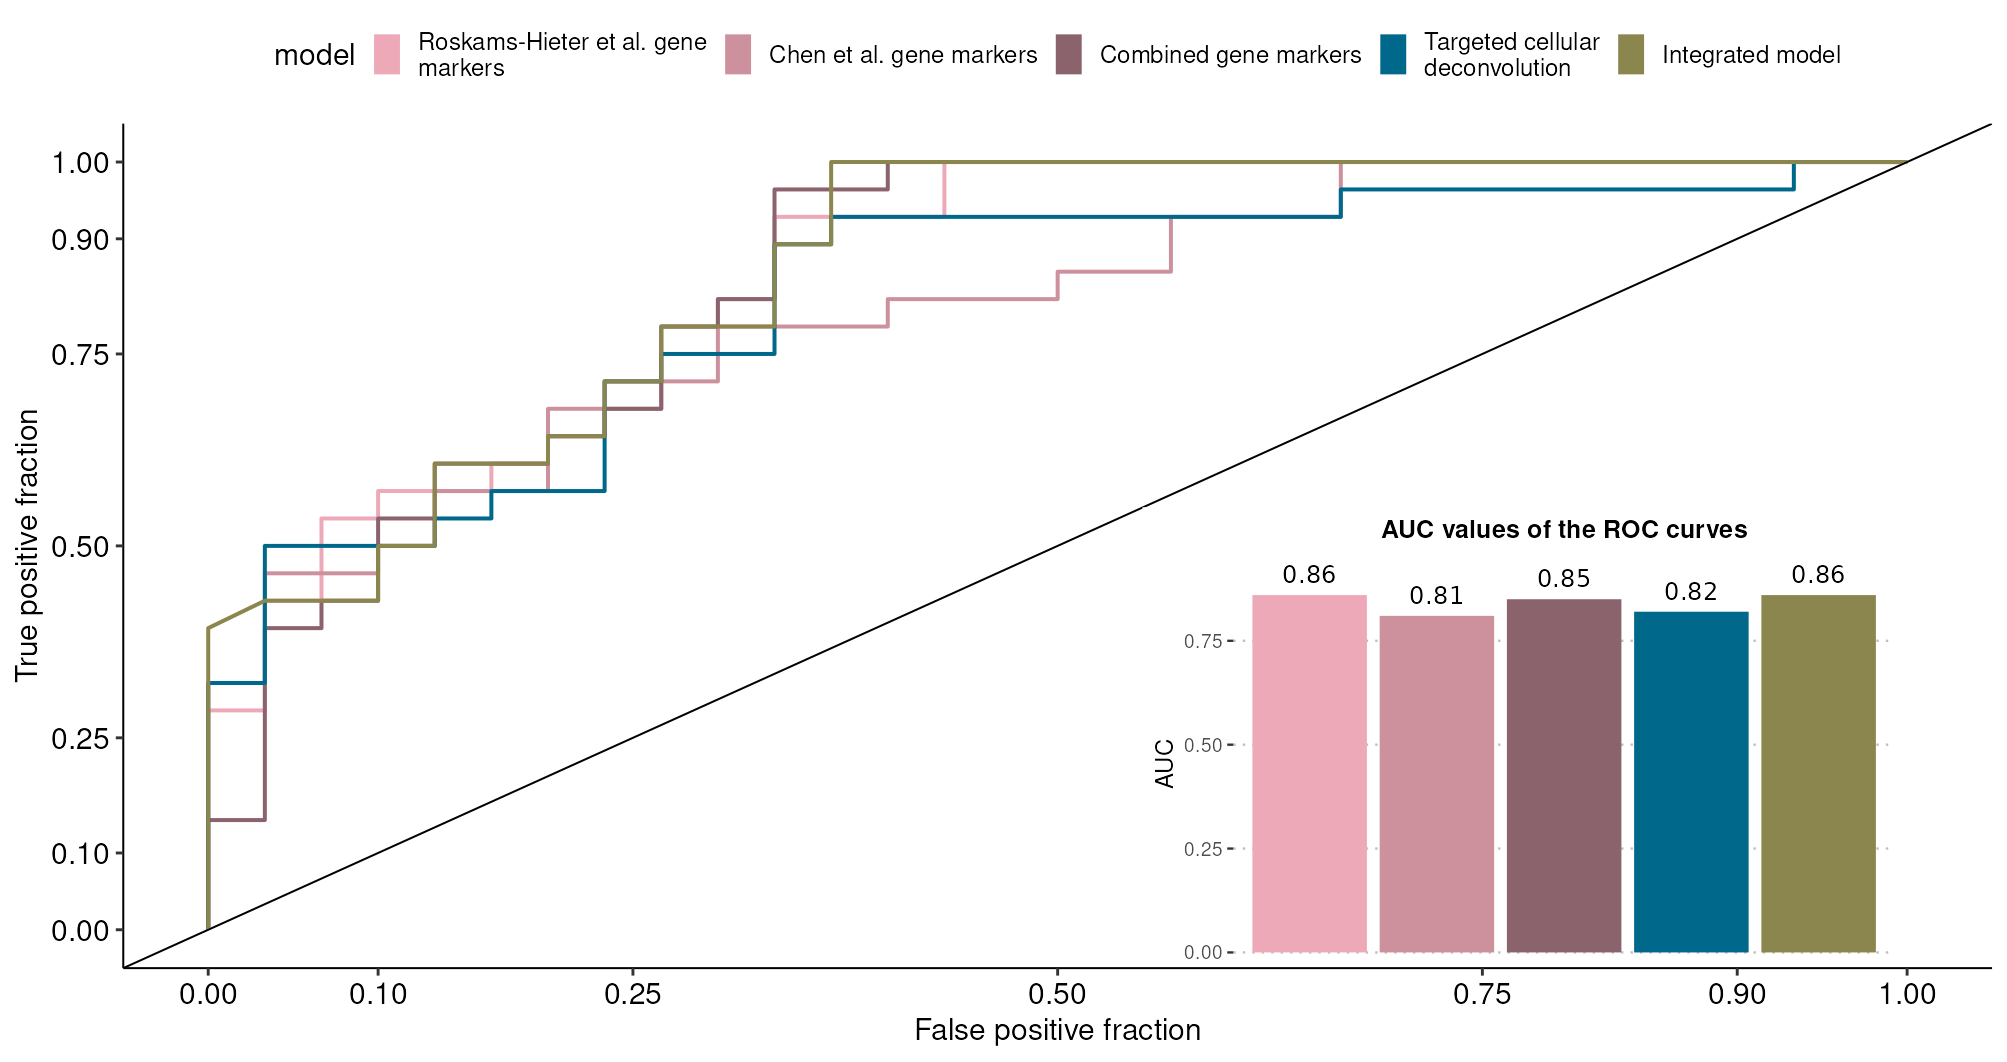 model
Roskams-Hieter et al. gene
markers
Chen et al. gene markers
Combined gene markers
Targeted cellular
deconvolution
Integrated model
True positive fraction
1.00
0.90
0.75
0.50
0.25
0.10
0.00
0.00
0.10
0.25
0.50
0.75
0.90
1.00
False positive fraction
AUC values of the ROC curves
0.86
0.81
0.85
0.82
0.86
AUC
0.75
0.50
0.25
0.00